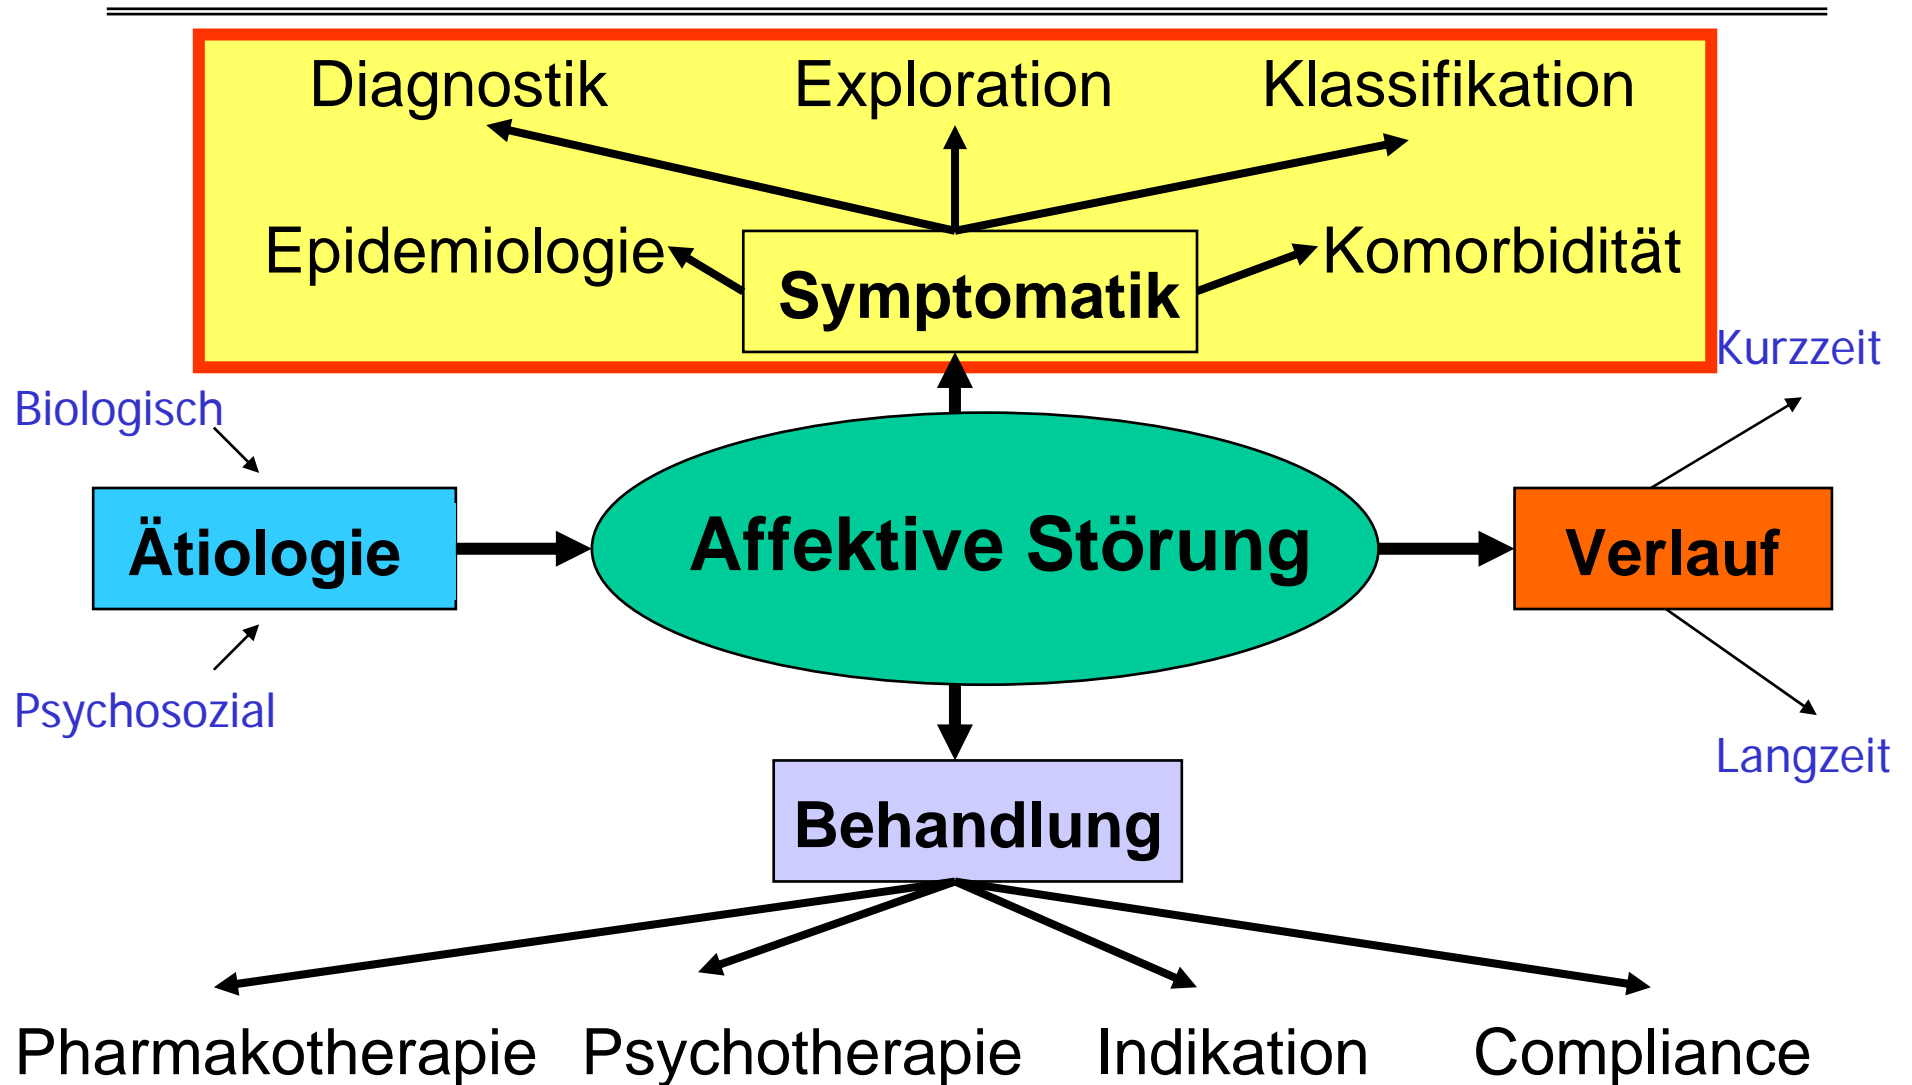 Diagnostik Exploration Klassifikation
Epidemiologie Komorbidität
Symptomatik
Kurzzeit
Biologisch
Ätiologie Affektive Störung Verlauf
Psychosozial
Langzeit
Behandlung
Pharmakotherapie Psychotherapie Indikation Compliance